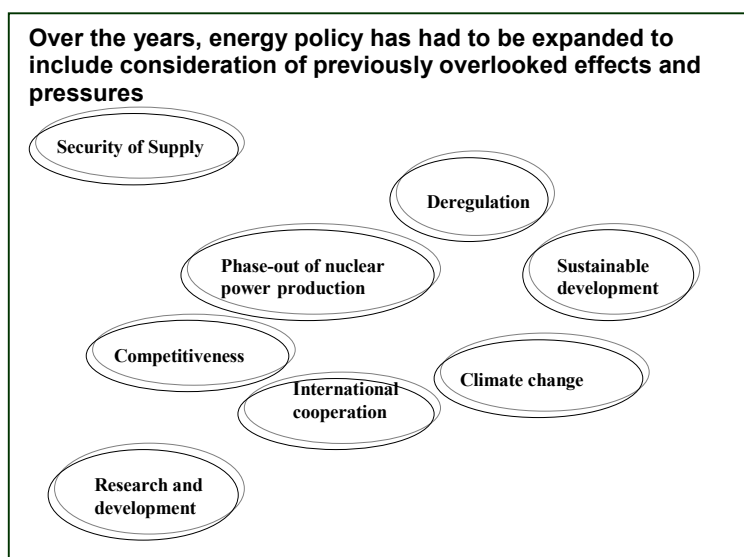 Over the years, energy policy has had to be expanded to
include consideration of previously overlooked effects and
pressures
Security of Supply
Deregulation
Phase-out of nuclear
power production
Sustainable
development
Competitiveness
International
cooperation
Climate change
Research and
development